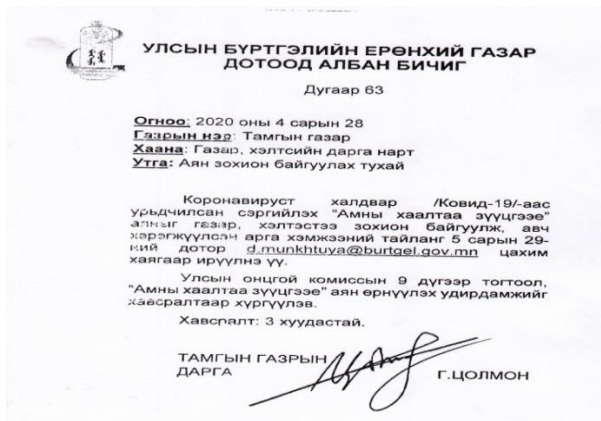 УЛСЫН БҮРТГЭЛИЙН ЕРӨНХИЙ ГАЗАР
ДОТООД АЛБАН БИЧИГ
Дугаар 63
Огноо: 2020 оны 4 сарын 28
Газрын нэр: Тамгын газар
Хаана: Газар, хэлтсийн дарга нарт
Утга: Аян зохион байгуулах тухай
Коронавируст халдвар /Ковид-19/-аас
урьдчилсан сэргийлэх "Амны хаалтаа зүүцгээе"
газар, хэлтэстээ зохион байгуулж, авч
хэрэгжүүлсэн арга хэмжээний тайланг 5 сарын 29-
ний дотор d.munkhtuya@burtgel.gov.mn цахим
хаягаар ирүүлнэ үү.
Улсын онцгой комиссын 9 дүгээр тогтоол,
"Амны хаалтаа зүүцгээе" аян өрнүүлэх удирдамжийг
хавсралтаар хүргүүлэв.
Хавсралт: 3 хуудастай.
ТАМГЫН ГАЗРЫН
ДАРГА Г.ЦОЛМОН